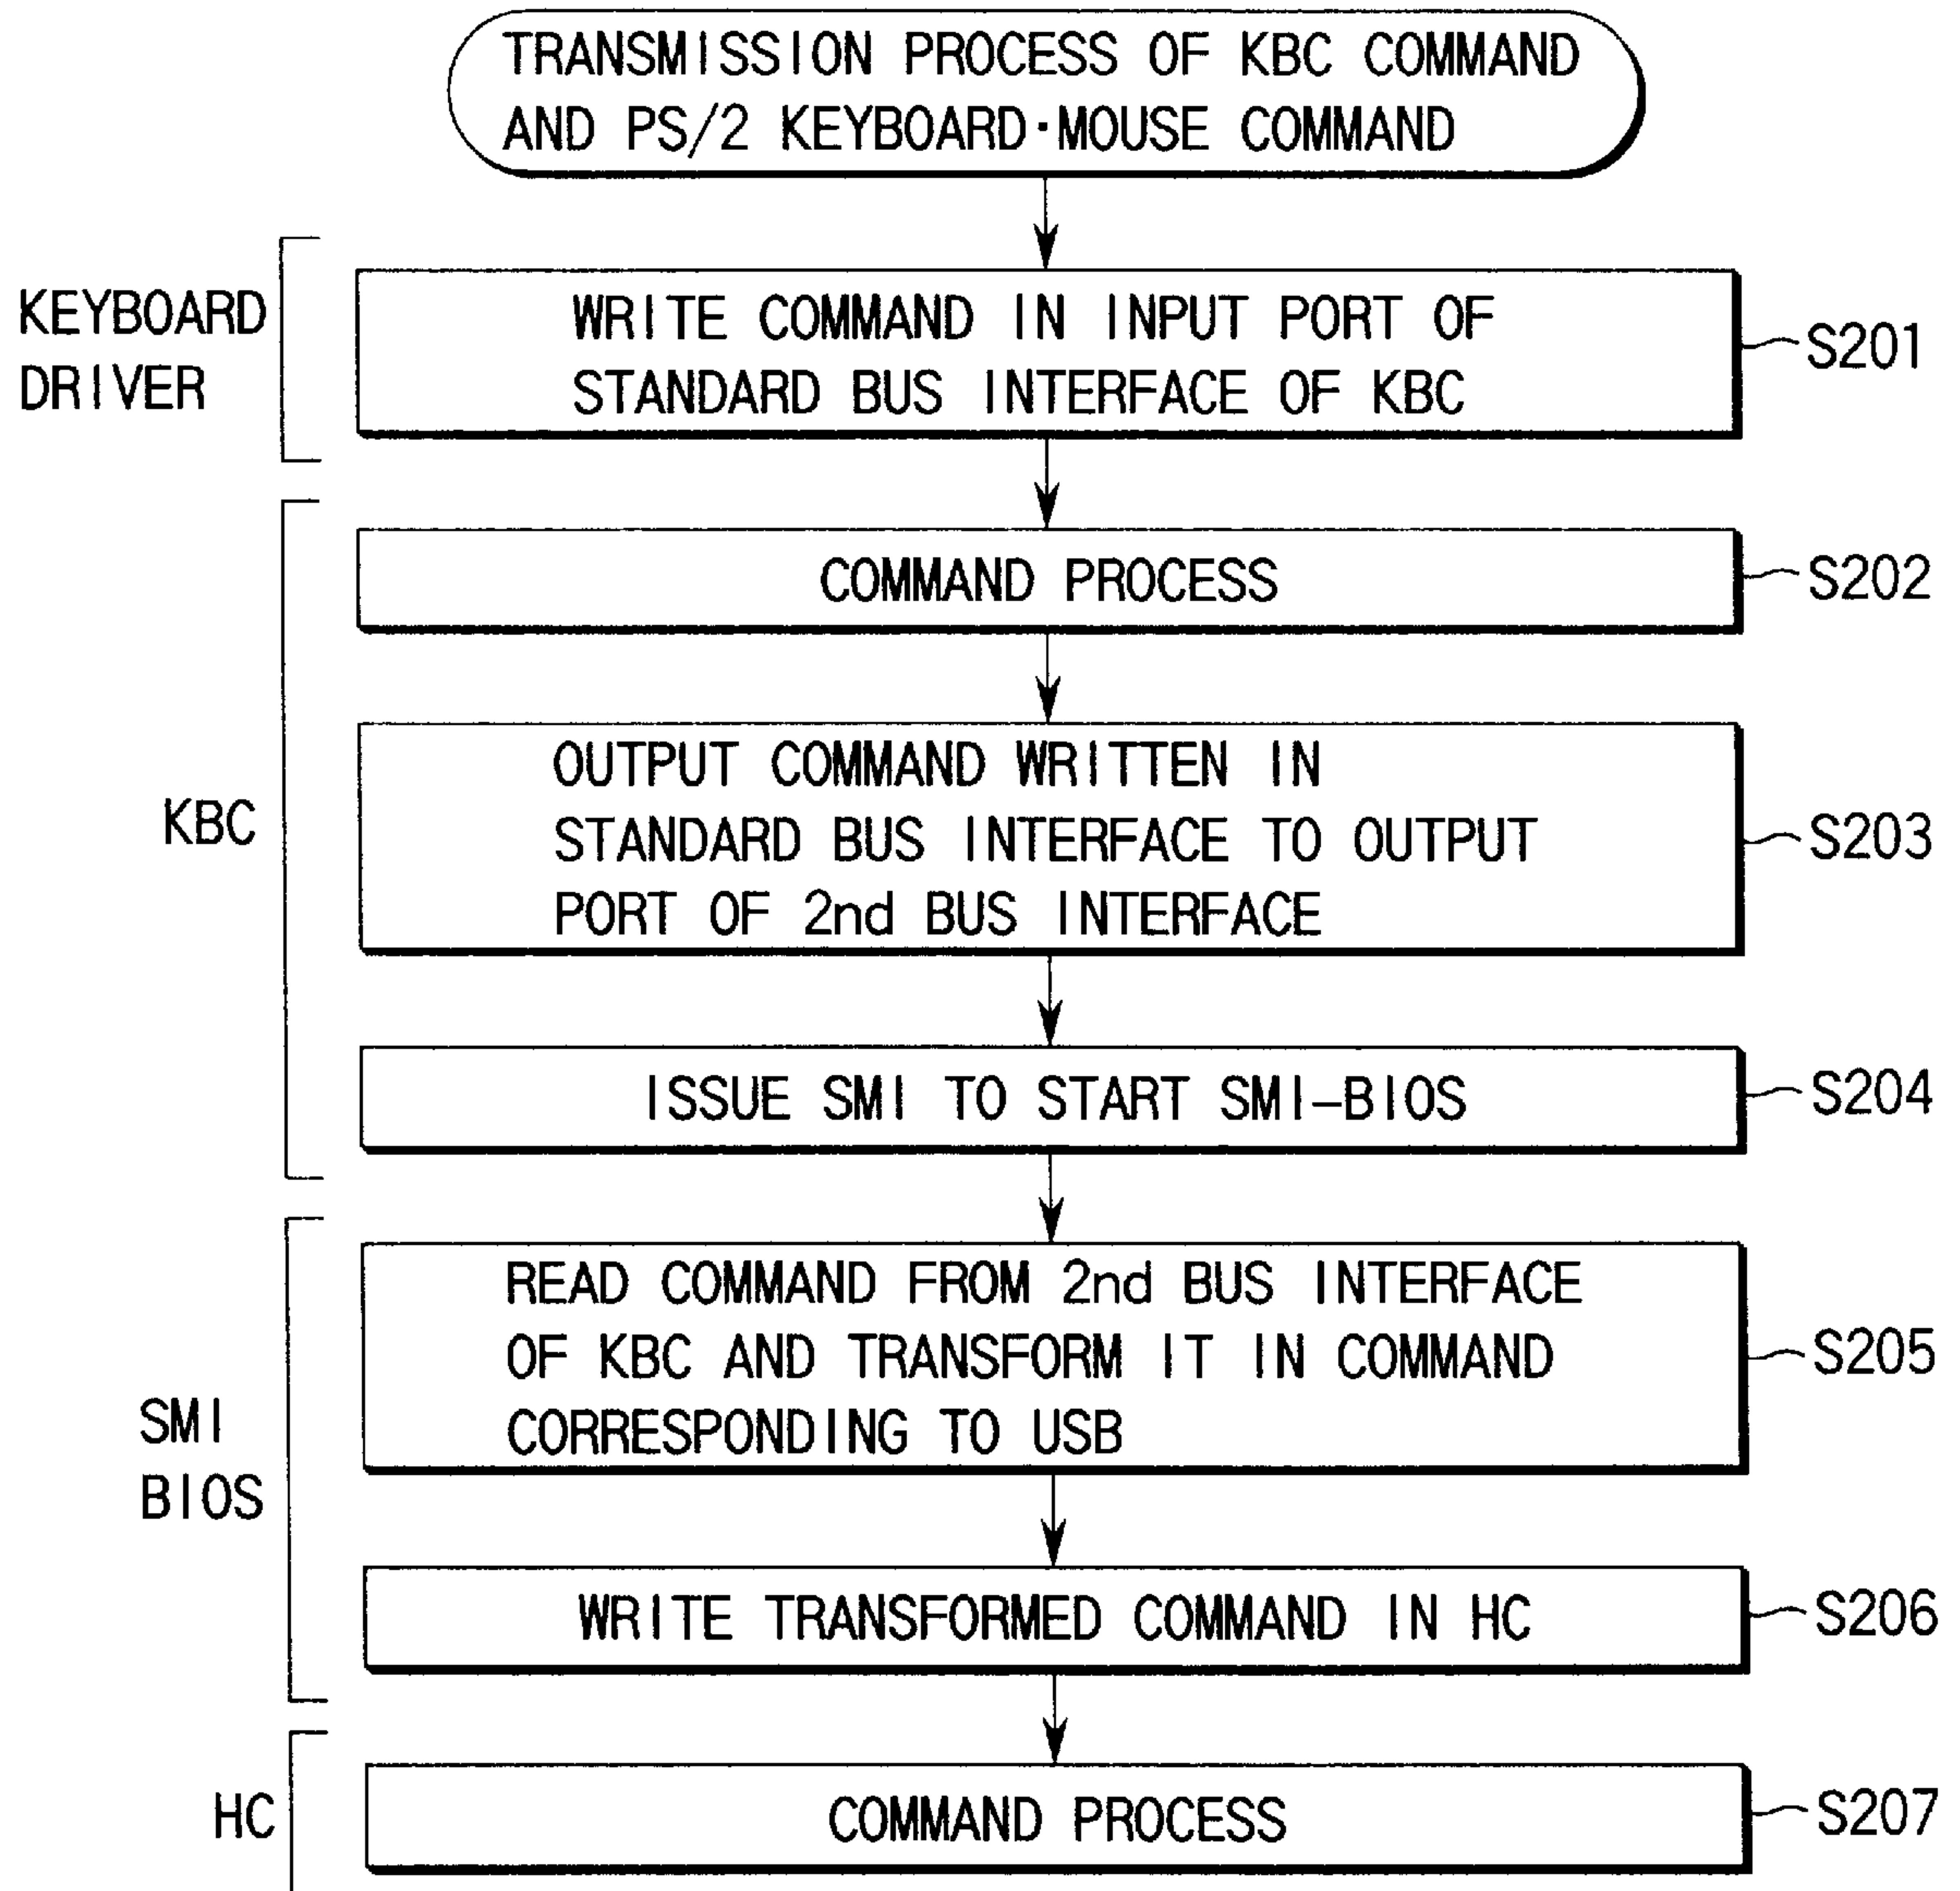 TRANSMISSION PROCESS OF KBC COMMAND
AND PS/2 KEYBOARD·MOUSE COMMAND
KEYBOARD
DRIVER
WRITE COMMAND IN INPUT PORT OF
STANDARD BUS INTERFACE OF KBC
S201
KBC
COMMAND PROCESS
S202
OUTPUT COMMAND WRITTEN IN
STANDARD BUS INTERFACE TO OUTPUT
PORT OF 2nd BUS INTERFACE
S203
ISSUE SMI TO START SMI-BIOS
S204
SMI
BIOS
READ COMMAND FROM 2nd BUS INTERFACE
OF KBC AND TRANSFORM IT IN COMMAND
CORRESPONDING TO USB
S205
WRITE TRANSFORMED COMMAND IN HC
S206
HC
COMMAND PROCESS
S207